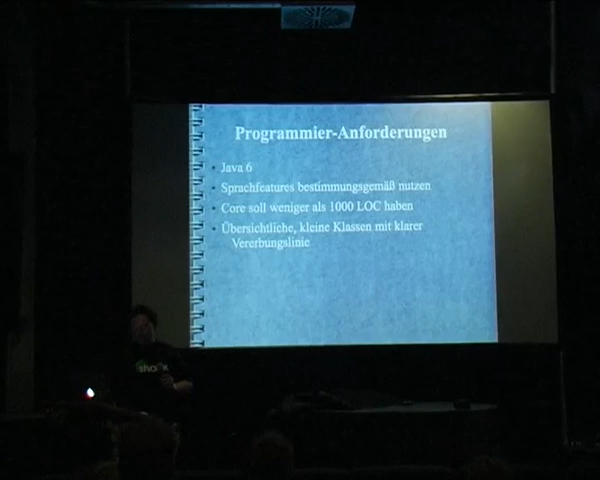 Programmier-Anforderungen
• Java 6
• Sprachfeatures bestimmungsgemäß nutzen
• Core soll weniger als 1000 LOC haben
• Übersichtliche, kleine Klassen mit klarer
Vererbungslinie